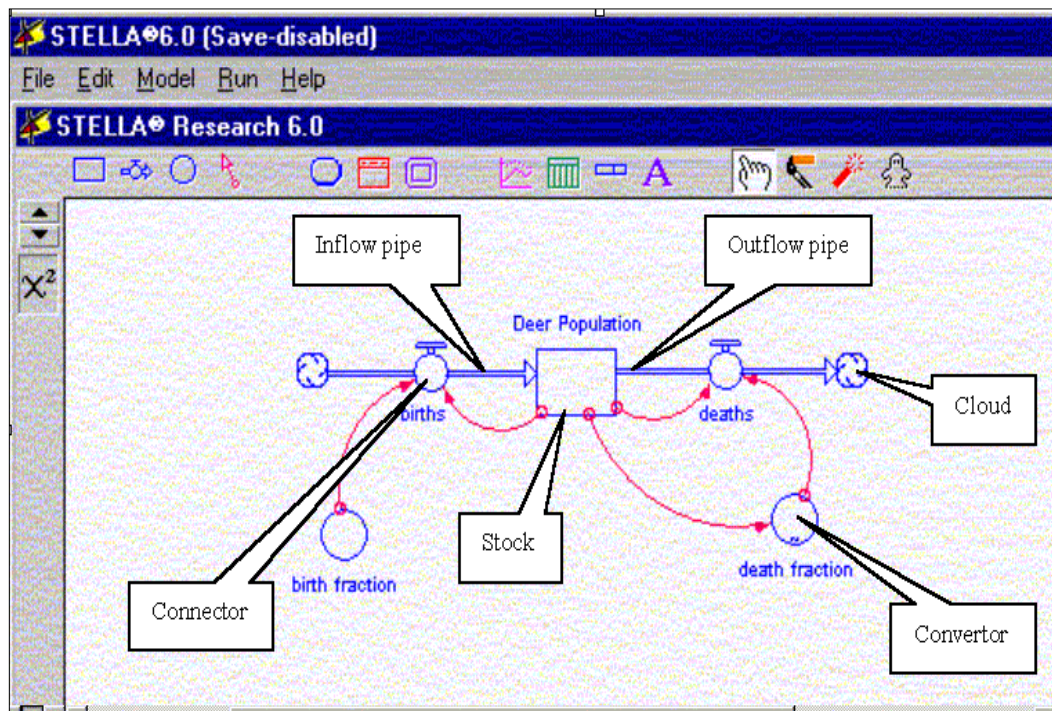 STELLA®6.0 (Save-disabled)
File Edit Model Run Help
STELLA® Research 6.0
A
X²
Inflow pipe
Outflow pipe
Deer Population
births
deaths
Cloud
Stock
birth fraction
death fraction
~
Connector
Convertor